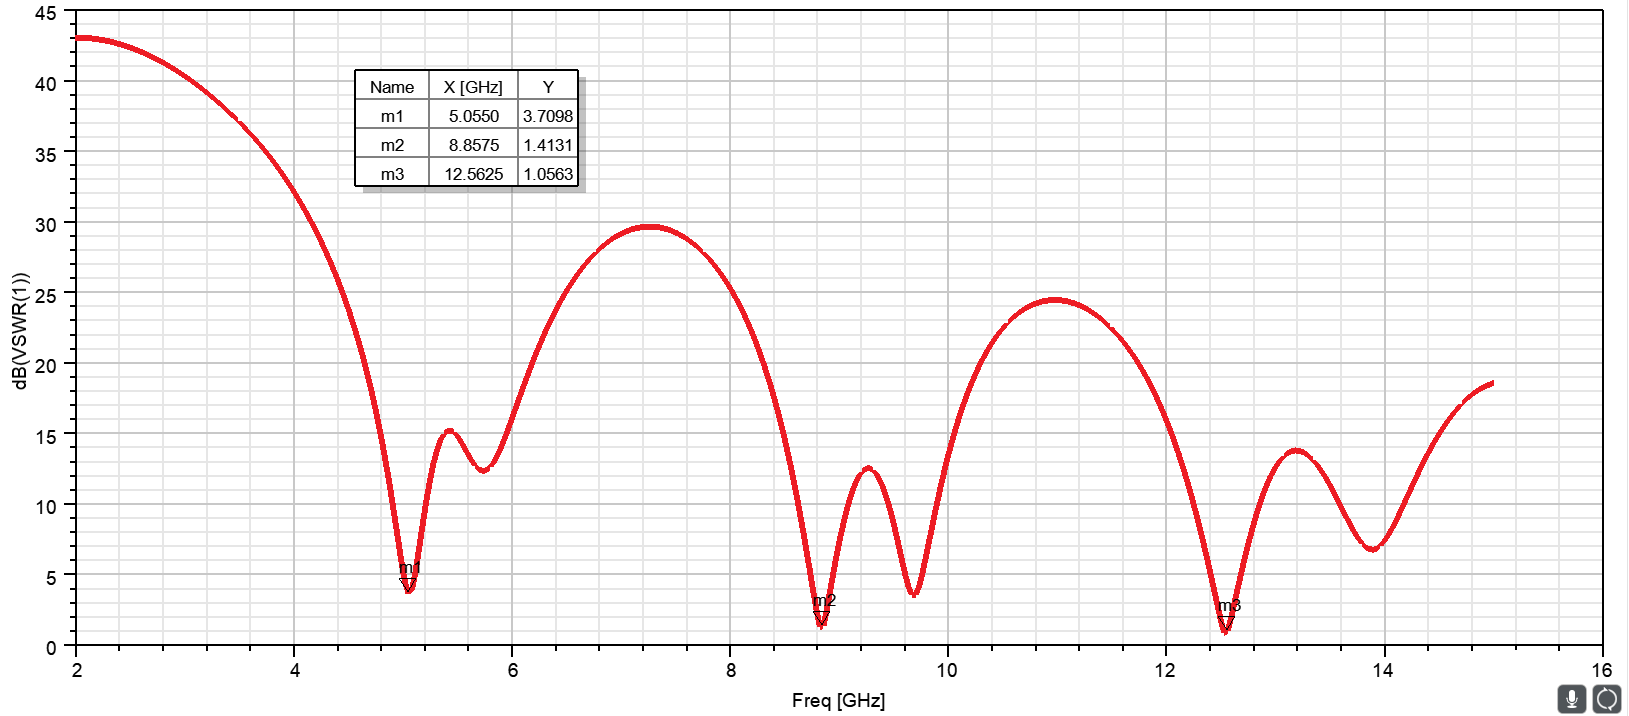 45
40
35
30
25
20
15
10
5
0
dB(VSWR(1))
Name X [GHz] Y
m1 5.0550 3.7098
m2 8.8575 1.4131
m3 12.5625 1.0563
m1
m2
m3
2 4 6 8 10 12 14 16
Freq [GHz]